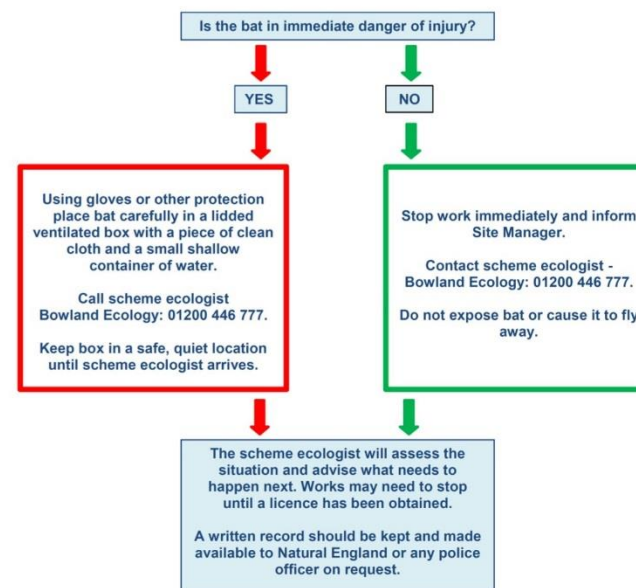 Is the bat in immediate danger of injury?
YES
NO
Using gloves or other protection
place bat carefully in a lidded
ventilated box with a piece of clean
cloth and a small shallow
container of water.
Call scheme ecologist
Bowland Ecology: 01200 446 777.
Keep box in a safe, quiet location
until scheme ecologist arrives.
Stop work immediately and inform
Site Manager.
Contact scheme ecologist -
Bowland Ecology: 01200 446 777.
Do not expose bat or cause it to fly
away.
The scheme ecologist will assess the
situation and advise what needs to
happen next. Works may need to stop
until a licence has been obtained.
A written record should be kept and made
available to Natural England or any police
officer on request.